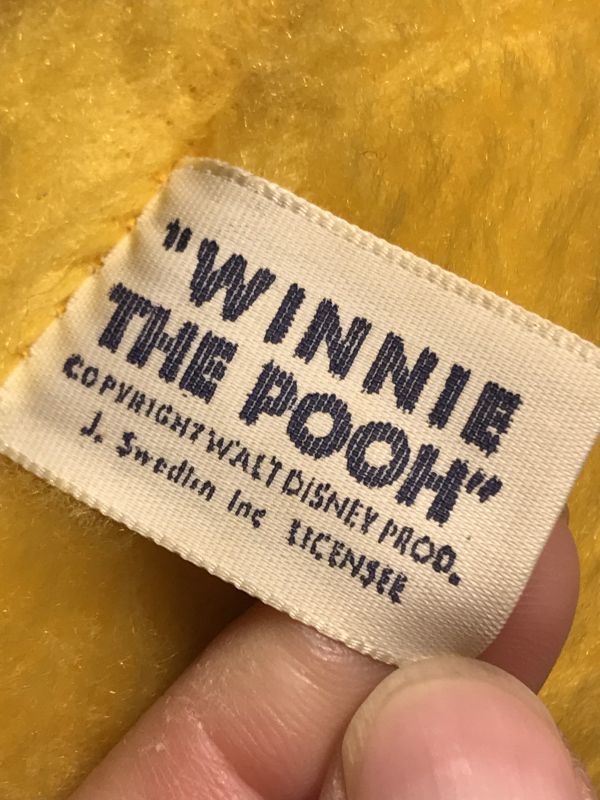 "WINNIE
THE POOH"
COPYRIGHT WALT DISNEY PROD.
J. Swedlin Inc LICENSEE